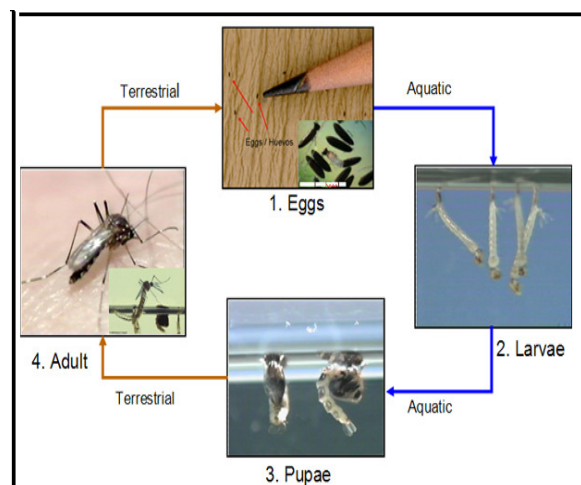 Terrestrial
Aquatic
Eggs / Huevos
1. Eggs
4. Adult
2. Larvae
Terrestrial
Aquatic
3. Pupae